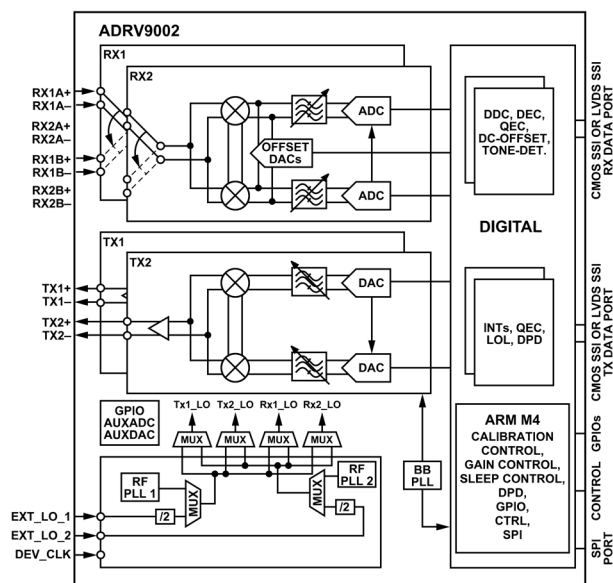 ADRV9002
RX1
RX2
RX1A+
RX1A–
RX2A+
RX2A–
RX1B+
RX1B–
RX2B+
RX2B–
ADC
OFFSET
DACs
ADC
DDC, DEC,
QEC,
DC-OFFSET,
TONE-DET.
CMOS SSI OR LVDS SSI
RX DATA PORT
DIGITAL
TX1
TX2
TX1+
TX1–
TX2+
TX2–
DAC
DAC
INTs, QEC,
LOL, DPD
CMOS SSI OR LVDS SSI
TX DATA PORT
GPIO
AUXADC
AUXDAC
Tx1_LO
Tx2_LO
Rx1_LO
Rx2_LO
MUX
MUX
MUX
MUX
RF
PLL 1
MUX
/2
MUX
RF
PLL 2
/2
BB
PLL
ARM M4
CALIBRATION
CONTROL,
GAIN CONTROL,
SLEEP CONTROL,
DPD,
GPIO,
CTRL,
SPI
GPIOs
CONTROL
SPI
PORT
EXT_LO_1
EXT_LO_2
DEV_CLK